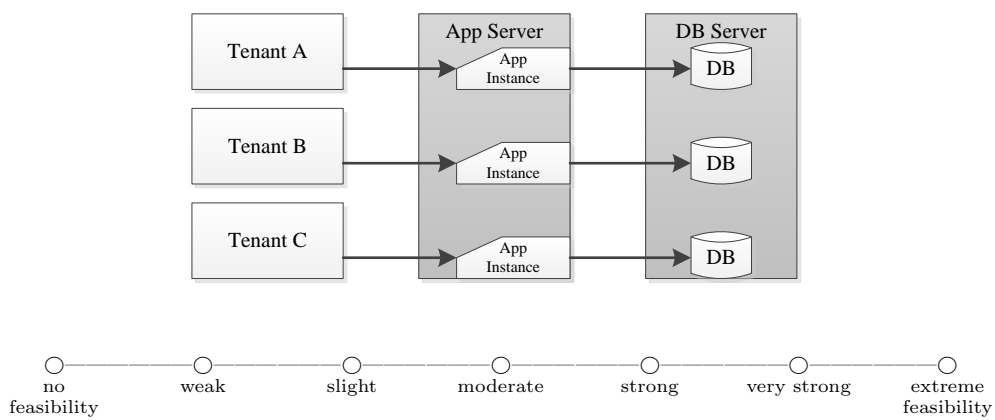 App Server
DB Server
Tenant A
App
Instance
DB
Tenant B
App
Instance
DB
Tenant C
App
Instance
DB
no
feasibility
weak
slight
moderate
strong
very strong
extreme
feasibility